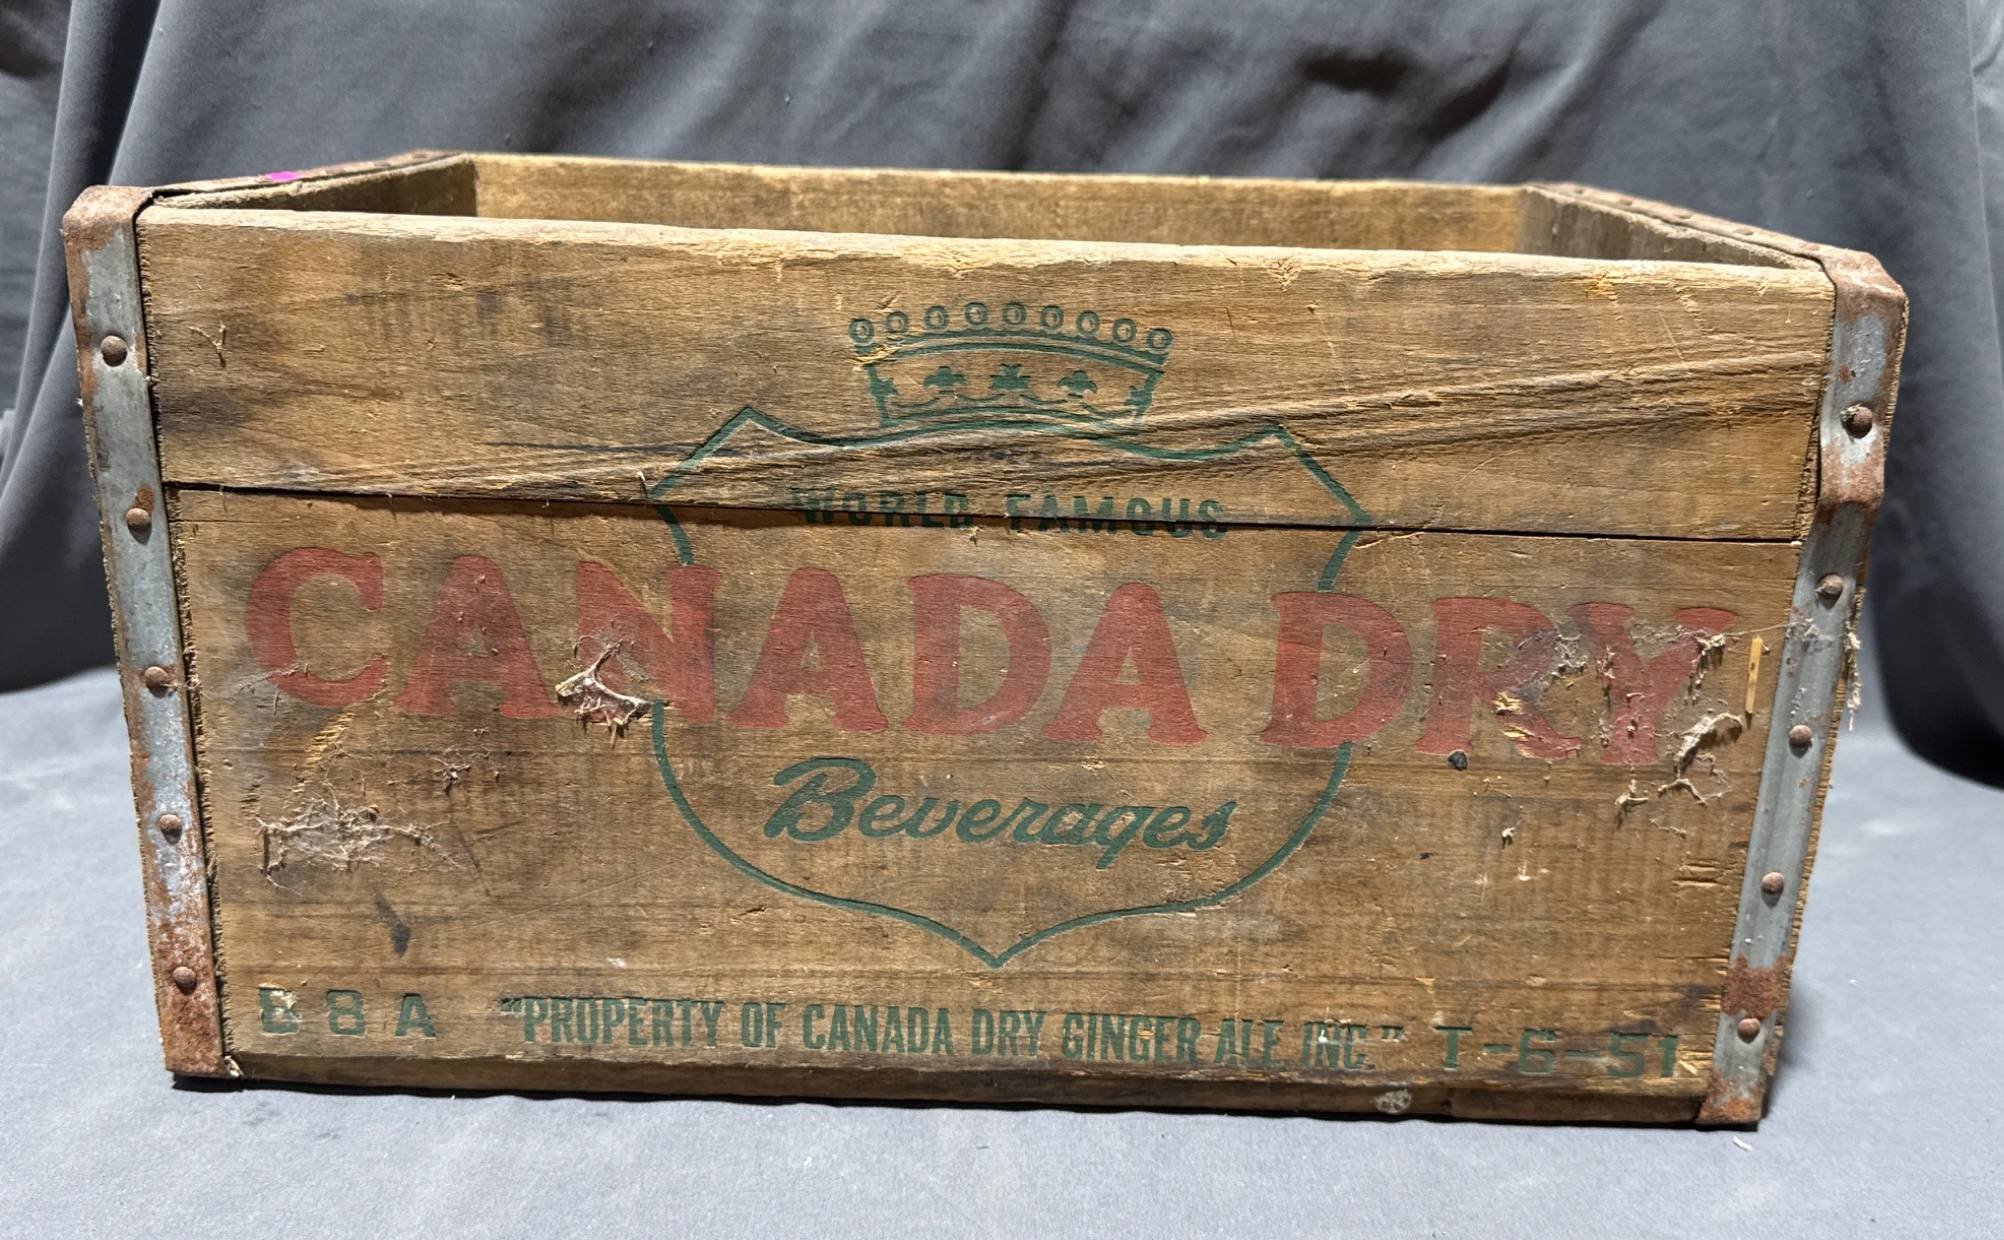 WORLD FAMOUS
CANADA DRY
Beverages
B B A "PROPERTY OF CANADA DRY GINGER ALE, INC." T-6-51